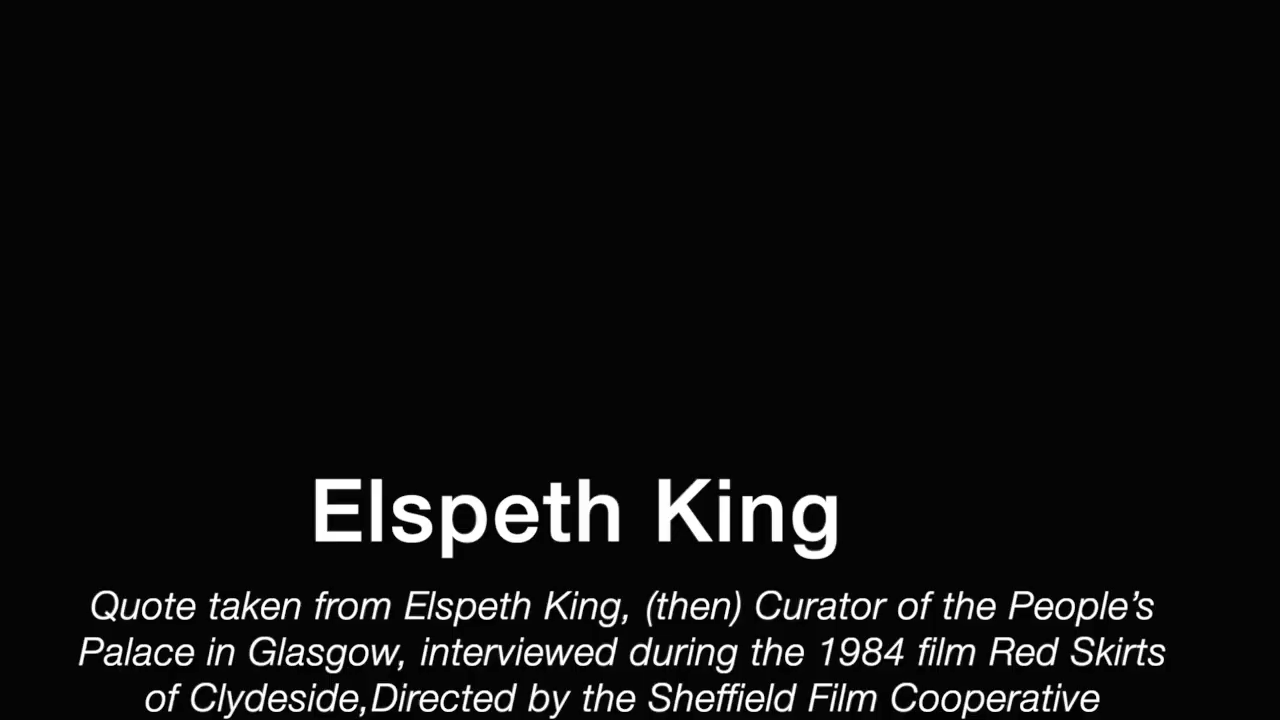 Elspeth King
Quote taken from Elspeth King, (then) Curator of the People’s
Palace in Glasgow, interviewed during the 1984 film Red Skirts
of Clydeside,Directed by the Sheffield Film Cooperative